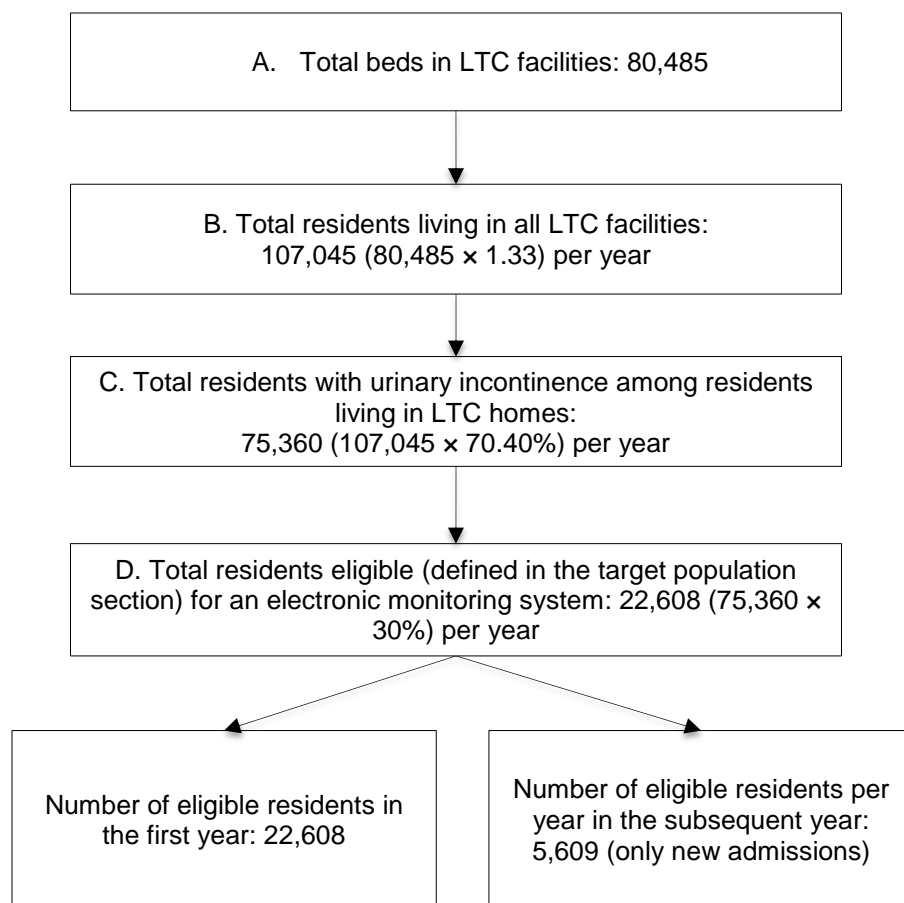 A. Total beds in LTC facilities: 80,485
B. Total residents living in all LTC facilities:
107,045 (80,485 × 1.33) per year
C. Total residents with urinary incontinence among residents
living in LTC homes:
75,360 (107,045 × 70.40%) per year
D. Total residents eligible (defined in the target population
section) for an electronic monitoring system: 22,608 (75,360 ×
30%) per year
Number of eligible residents in
the first year: 22,608
Number of eligible residents per
year in the subsequent year:
5,609 (only new admissions)